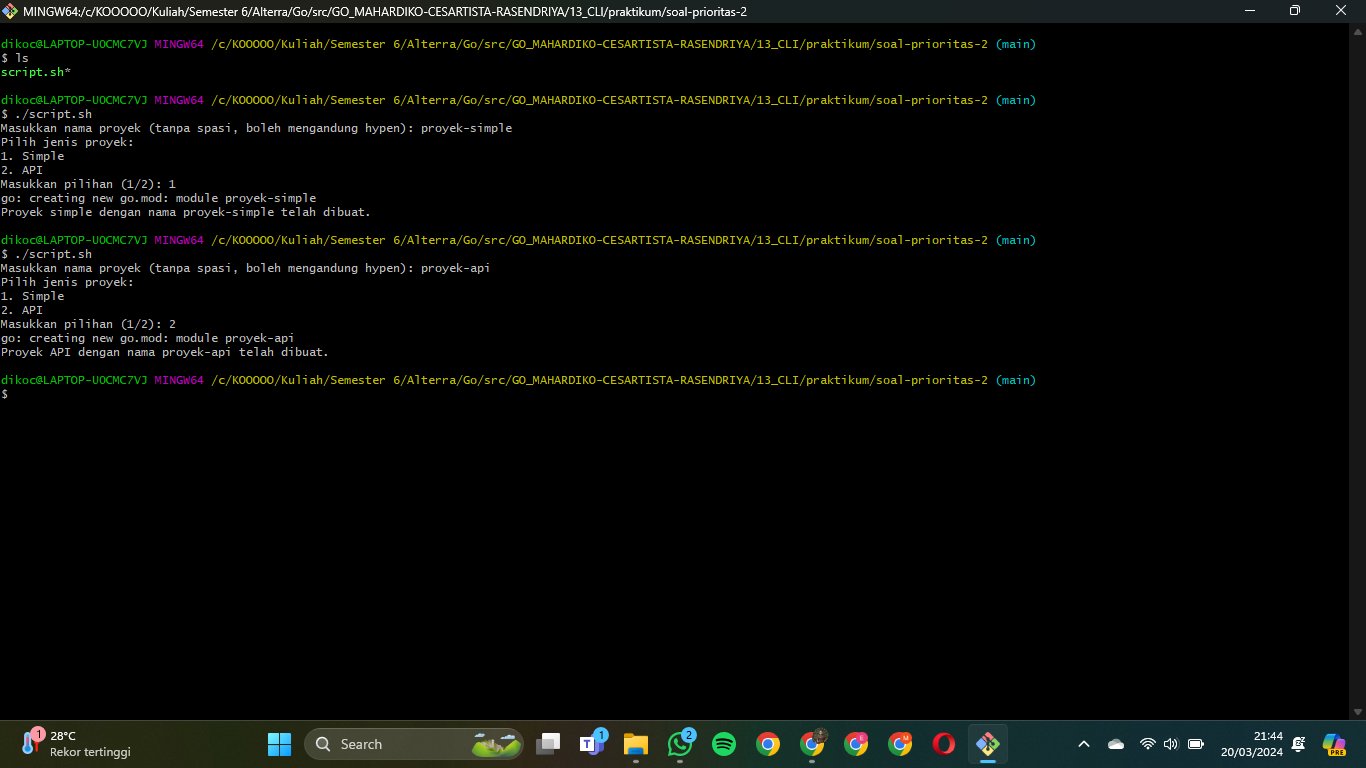 MINGW64:/c/KOOOOO/Kuliah/Semester 6/Alterra/Go/src/GO_MAHARDIKO-CESARTISTA-RASENDRIYA/13_CLI/praktikum/soal-prioritas-2
dikoc@LAPTOP-UOCMC7VJ MINGW64 /c/KOOOOO/Kuliah/Semester 6/Alterra/Go/src/GO_MAHARDIKO-CESARTISTA-RASENDRIYA/13_CLI/praktikum/soal-prioritas-2 (main)
$ ls
script.sh*
dikoc@LAPTOP-UOCMC7VJ MINGW64 /c/KOOOOO/Kuliah/Semester 6/Alterra/Go/src/GO_MAHARDIKO-CESARTISTA-RASENDRIYA/13_CLI/praktikum/soal-prioritas-2 (main)
$ ./script.sh
Masukkan nama proyek (tanpa spasi, boleh mengandung hypen): proyek-simple
Pilih jenis proyek:
1. Simple
2. API
Masukkan pilihan (1/2): 1
go: creating new go.mod: module proyek-simple
Proyek simple dengan nama proyek-simple telah dibuat.
dikoc@LAPTOP-UOCMC7VJ MINGW64 /c/KOOOOO/Kuliah/Semester 6/Alterra/Go/src/GO_MAHARDIKO-CESARTISTA-RASENDRIYA/13_CLI/praktikum/soal-prioritas-2 (main)
$ ./script.sh
Masukkan nama proyek (tanpa spasi, boleh mengandung hypen): proyek-api
Pilih jenis proyek:
1. Simple
2. API
Masukkan pilihan (1/2): 2
go: creating new go.mod: module proyek-api
Proyek API dengan nama proyek-api telah dibuat.
dikoc@LAPTOP-UOCMC7VJ MINGW64 /c/KOOOOO/Kuliah/Semester 6/Alterra/Go/src/GO_MAHARDIKO-CESARTISTA-RASENDRIYA/13_CLI/praktikum/soal-prioritas-2 (main)
$
1
28°C
Rekor tertinggi
Search
T
1
2
E
M
21:44
20/03/2024
PRE